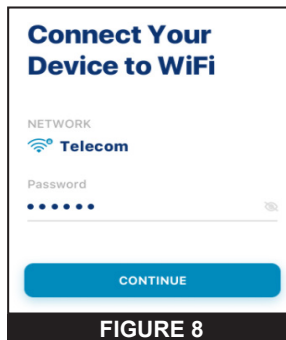 Connect Your
Device to WiFi
NETWORK
Telecom
Password
••••••
CONTINUE
FIGURE 8